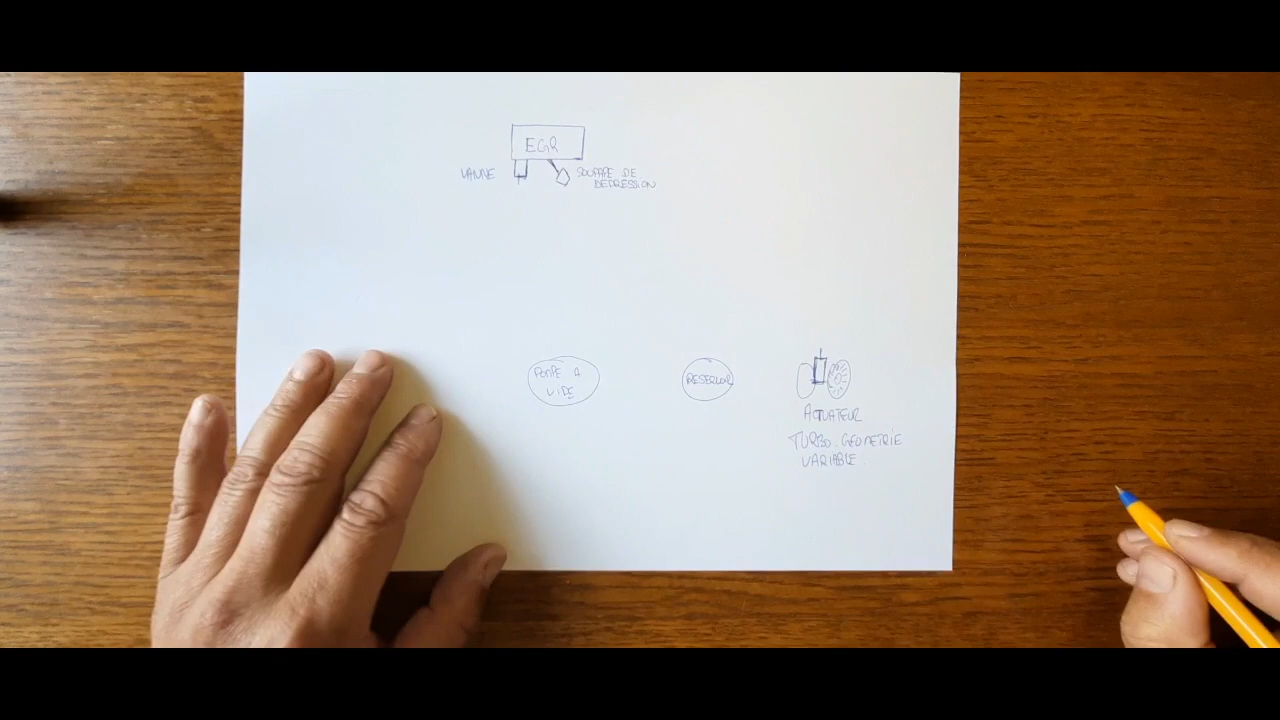 EGR
VANNE
SOUPAPE DE
DEPRESSION
POMPE A
VIDE
RESERVOIR
ACTUATEUR
TURBO.GEOMETRIE
VARIABLE.